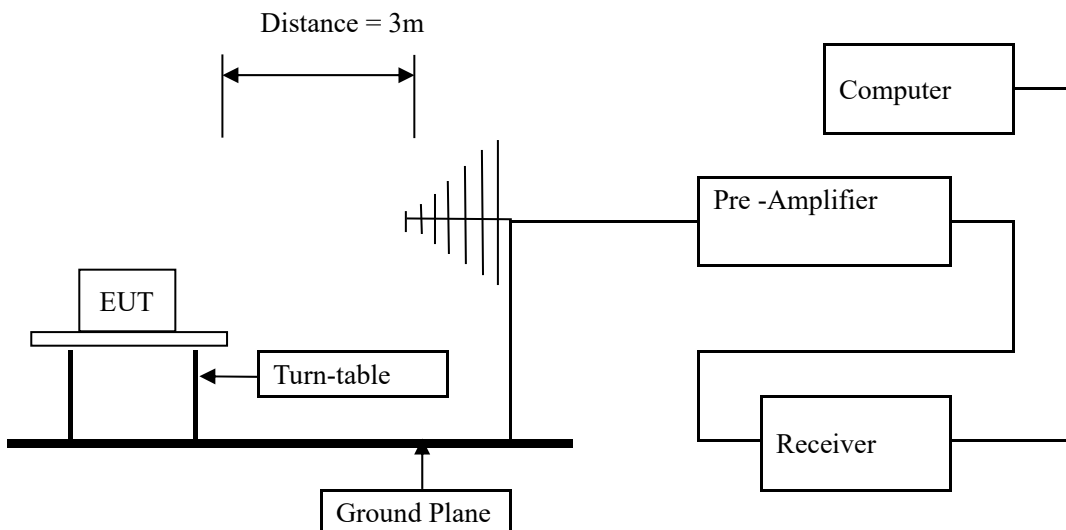 Distance = 3m
Computer
Pre -Amplifier
EUT
Turn-table
Receiver
Ground Plane